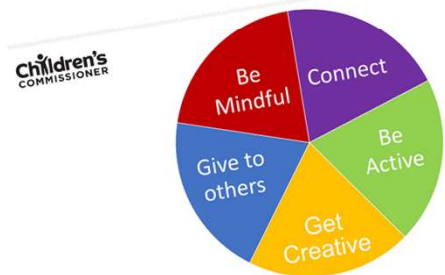 Children's
COMMISSIONER
Be
Mindful
Connect
Be
Active
Get
Creative
Give to
others